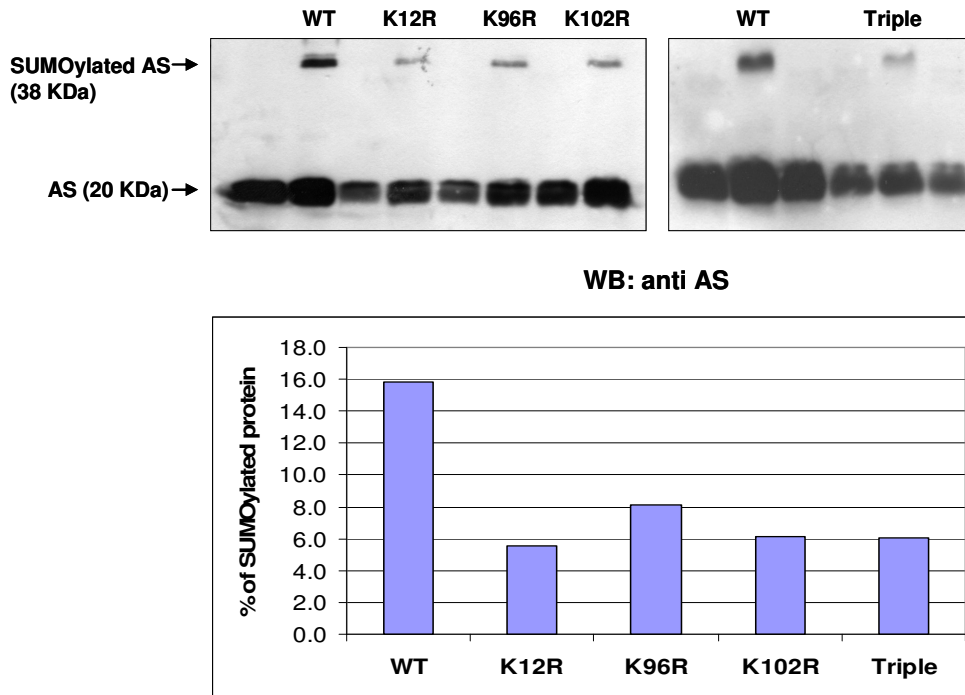 WT K12R K96R K102R WT Triple
SUMOylated AS
(38 KDa)
AS (20 KDa)
WB: anti AS
% of SUMOylated protein
18.0
16.0
14.0
12.0
10.0
8.0
6.0
4.0
2.0
0.0
WT K12R K96R K102R Triple